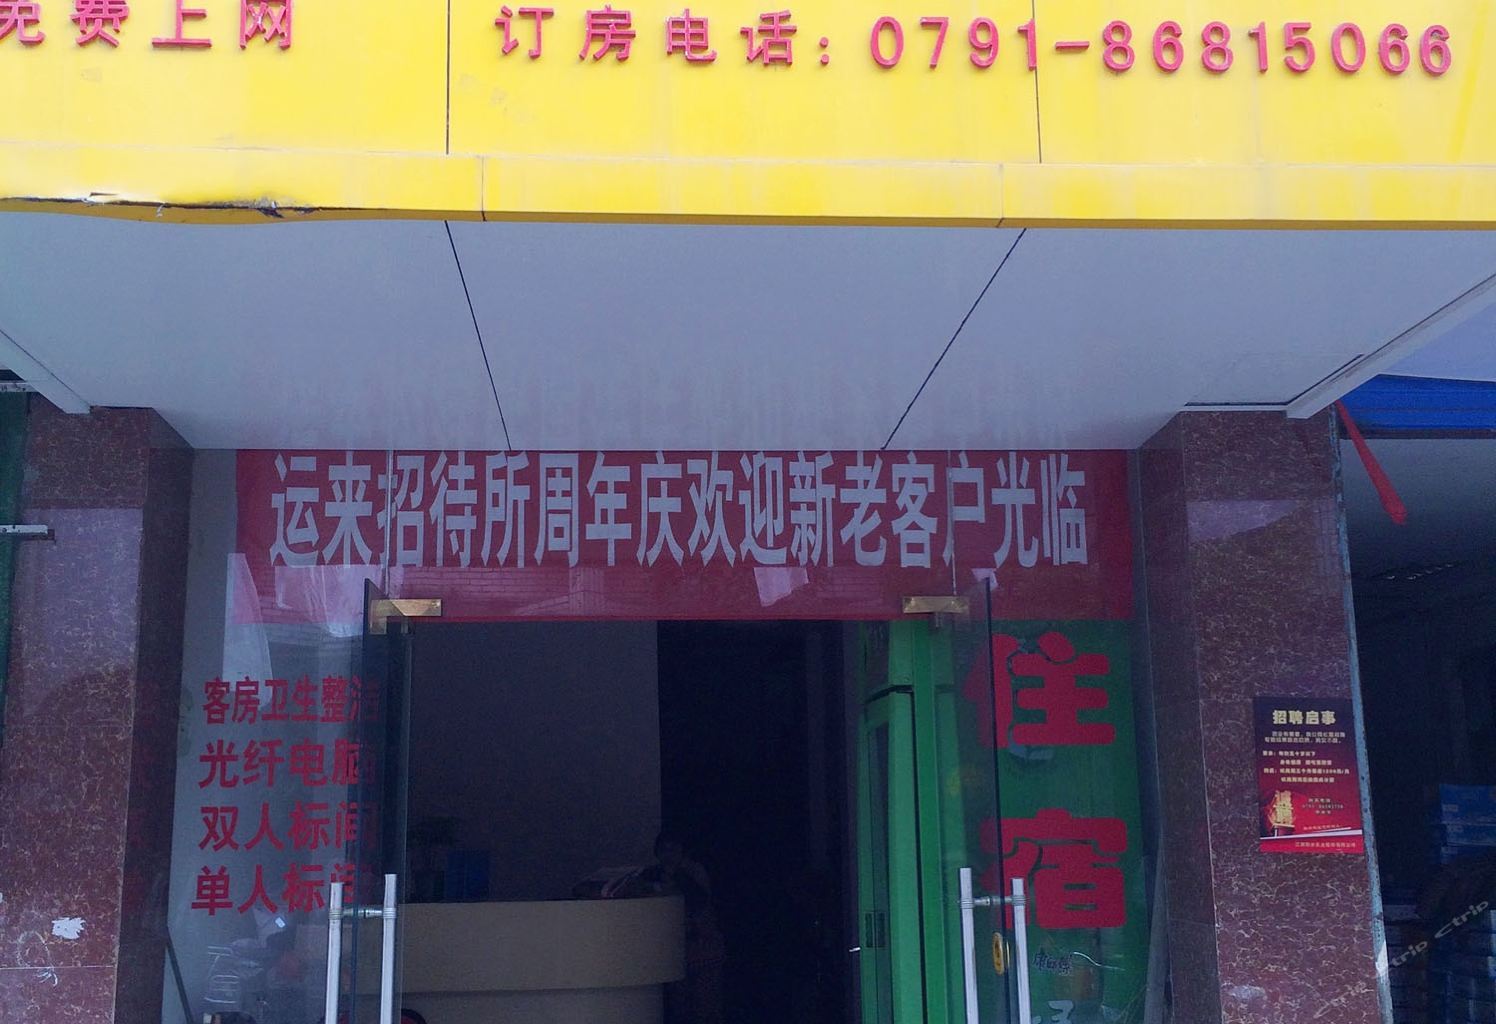 免费上网
订房电话:0791-86815066
运来招待所周年庆欢迎新老客户光临
客房卫生整洁
光纤电脑
双人标间
单人标间
住宿
招聘启事